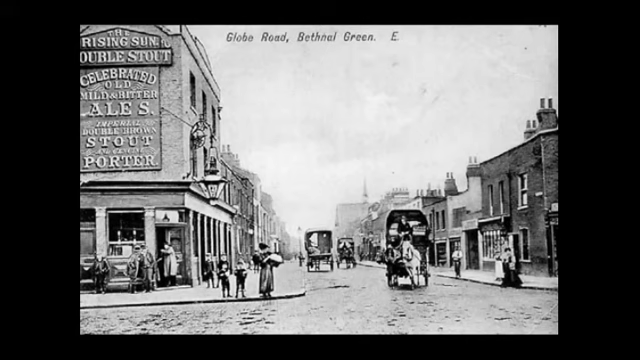 Globe Road, Bethnal Green. E.
THE
RISING SUN.
DOUBLE STOUT
CELEBRATED
OLD
MILD & BITTER
ALES.
IMPERIAL
DOUBLE BROWN
STOUT
PORTER.